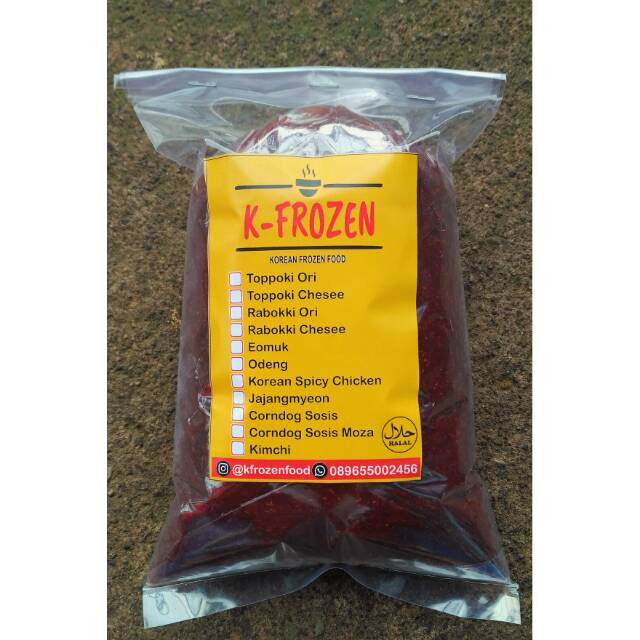 K-FROZEN
KOREAN FROZEN FOOD
Toppoki Ori
Toppoki Chesee
Rabokki Ori
Rabokki Chesee
Eomuk
Odeng
Korean Spicy Chicken
Jajangmyeon
Corndog Sosis
Corndog Sosis Moza
Kimchi
حلال
HALAL
@kfrozenfood 089655002456